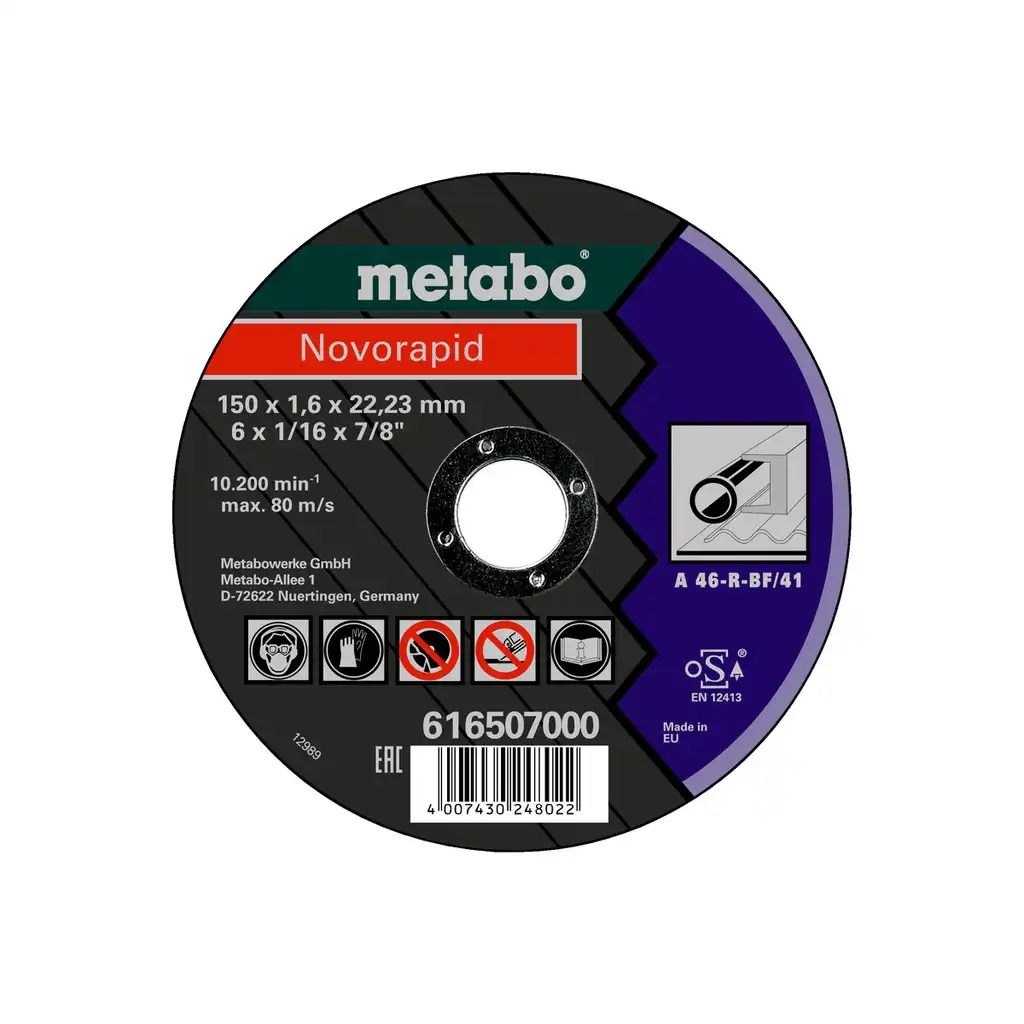 metabo®
Novorapid
150 x 1,6 x 22,23 mm
6 x 1/16 x 7/8"
10.200 min⁻¹
max. 80 m/s
Metabowerke GmbH
Metabo-Allee 1
D-72622 Nuertingen, Germany
A 46-R-BF/41
oSA®
EN 12413
Made in
EU
616507000
12989
EAC
4 007430 248022